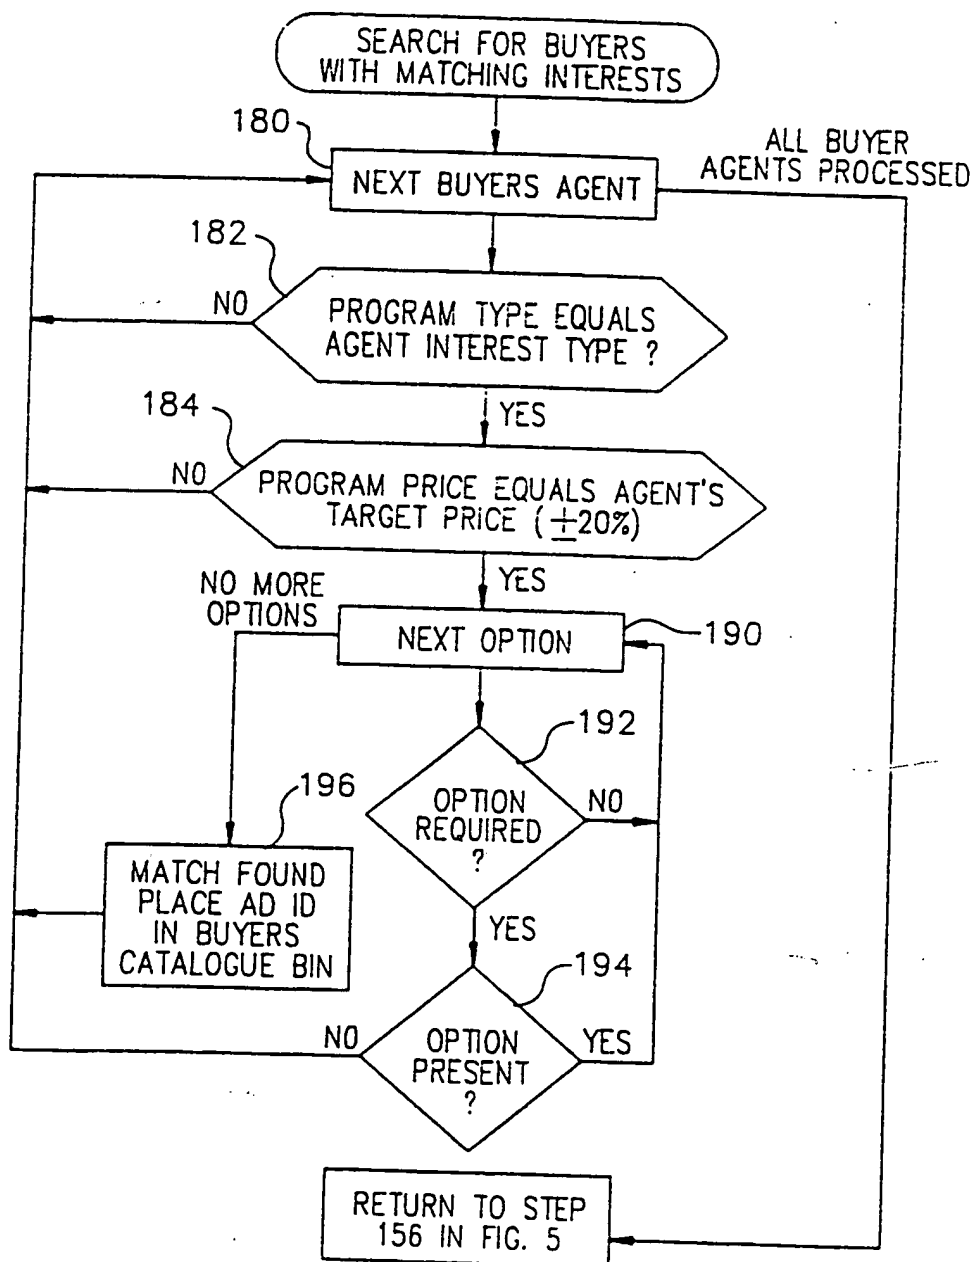 SEARCH FOR BUYERS
WITH MATCHING INTERESTS
180
ALL BUYER
AGENTS PROCESSED
NEXT BUYERS AGENT
182
NO
PROGRAM TYPE EQUALS
AGENT INTEREST TYPE ?
YES
184
NO
PROGRAM PRICE EQUALS AGENT'S
TARGET PRICE (±20%)
YES
NO MORE
OPTIONS
NEXT OPTION
190
192
OPTION
REQUIRED
?
NO
196
MATCH FOUND
PLACE AD ID
IN BUYERS
CATALOGUE BIN
YES
194
NO
OPTION
PRESENT
?
YES
RETURN TO STEP
156 IN FIG. 5